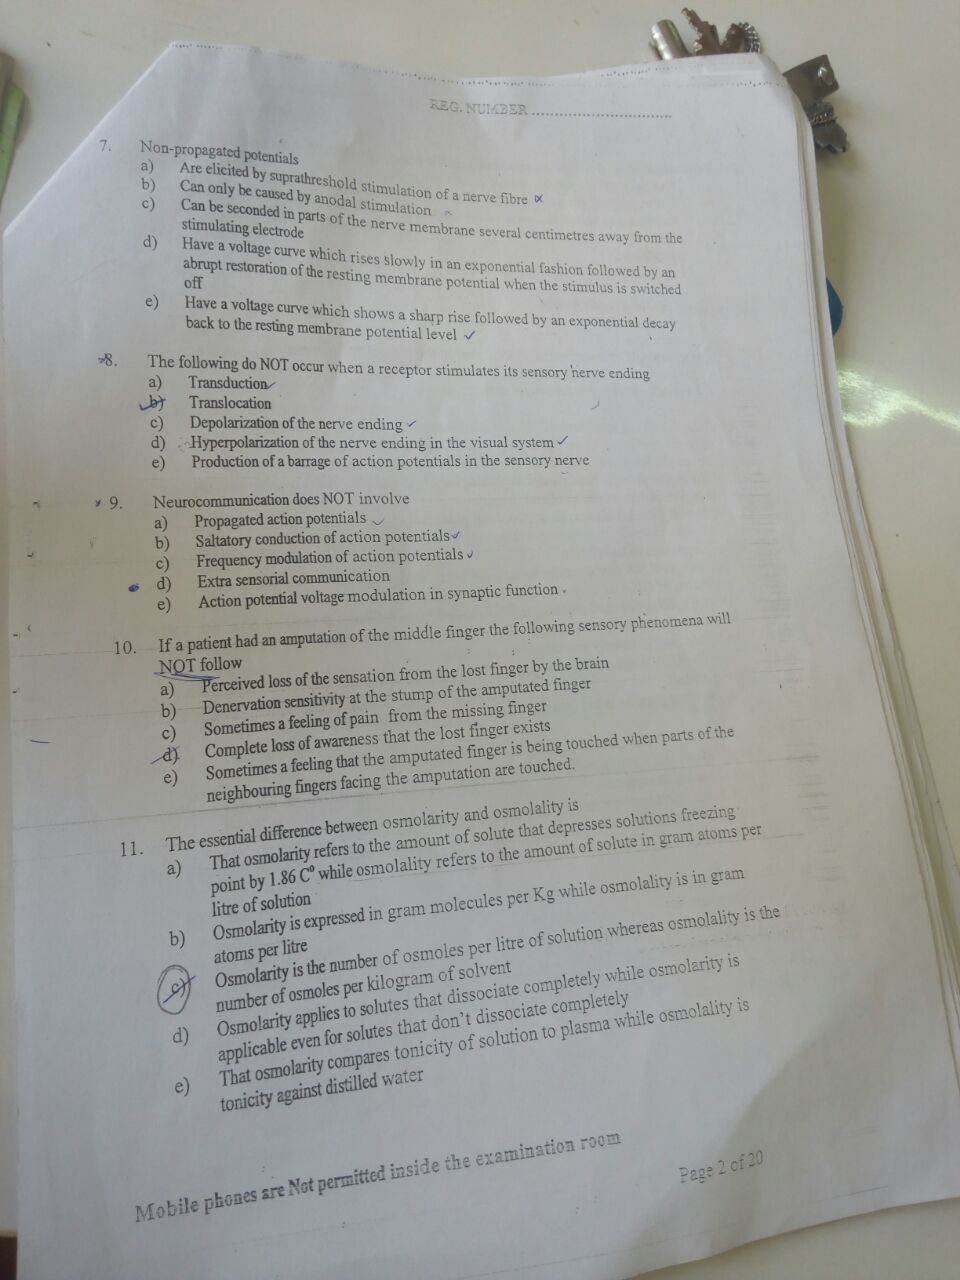 REG. NUMBER ..............................
7. Non-propagated potentials
a) Are elicited by suprathreshold stimulation of a nerve fibre
b) Can only be caused by anodal stimulation
c) Can be seconded in parts of the nerve membrane several centimetres away from the
stimulating electrode
d) Have a voltage curve which rises slowly in an exponential fashion followed by an
abrupt restoration of the resting membrane potential when the stimulus is switched
off
e) Have a voltage curve which shows a sharp rise followed by an exponential decay
back to the resting membrane potential level
8. The following do NOT occur when a receptor stimulates its sensory nerve ending
a) Transduction
b) Translocation
c) Depolarization of the nerve ending
d) Hyperpolarization of the nerve ending in the visual system
e) Production of a barrage of action potentials in the sensory nerve
9. Neurocommunication does NOT involve
a) Propagated action potentials
b) Saltatory conduction of action potentials
c) Frequency modulation of action potentials
d) Extra sensorial communication
e) Action potential voltage modulation in synaptic function
10. If a patient had an amputation of the middle finger the following sensory phenomena will
NOT follow
a) Perceived loss of the sensation from the lost finger by the brain
b) Denervation sensitivity at the stump of the amputated finger
c) Sometimes a feeling of pain from the missing finger
d) Complete loss of awareness that the lost finger exists
e) Sometimes a feeling that the amputated finger is being touched when parts of the
neighbouring fingers facing the amputation are touched.
11. The essential difference between osmolarity and osmolality is
a) That osmolarity refers to the amount of solute that depresses solutions freezing
point by 1.86 C° while osmolality refers to the amount of solute in gram atoms per
litre of solution
b) Osmolarity is expressed in gram molecules per Kg while osmolality is in gram
atoms per litre
c) Osmolarity is the number of osmoles per litre of solution whereas osmolality is the
number of osmoles per kilogram of solvent
d) Osmolarity applies to solutes that dissociate completely while osmolarity is
applicable even for solutes that don't dissociate completely
e) That osmolarity compares tonicity of solution to plasma while osmolality is
tonicity against distilled water
Mobile phones are Not permitted inside the examination room
Page 2 of 20